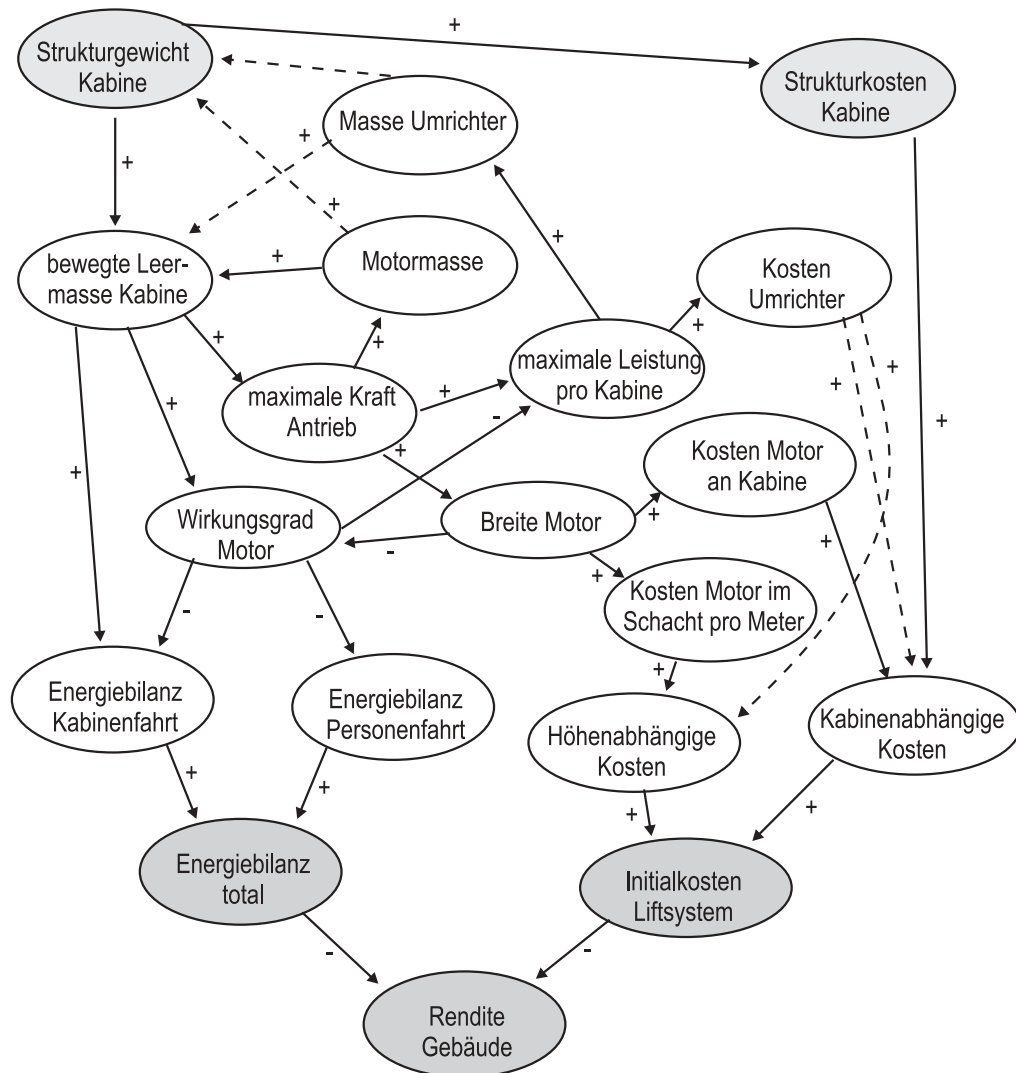 +
Strukturgewicht
Kabine
Strukturkosten
Kabine
Masse Umrichter
+
+
+
+
bewegte Leer-
masse Kabine
+
Motormasse
Kosten
Umrichter
+
+
+
+
maximale Leistung
pro Kabine
+
+
+
maximale Kraft
Antrieb
+
-
+
+
Kosten Motor
an Kabine
+
+
Wirkungsgrad
Motor
-
Breite Motor
+
+
+
Kosten Motor im
Schacht pro Meter
-
-
+
Energiebilanz
Kabinenfahrt
Energiebilanz
Personenfahrt
Höhenabhängige
Kosten
Kabinenabhängige
Kosten
+
+
+
+
Energiebilanz
total
Initialkosten
Liftsystem
-
-
Rendite
Gebäude